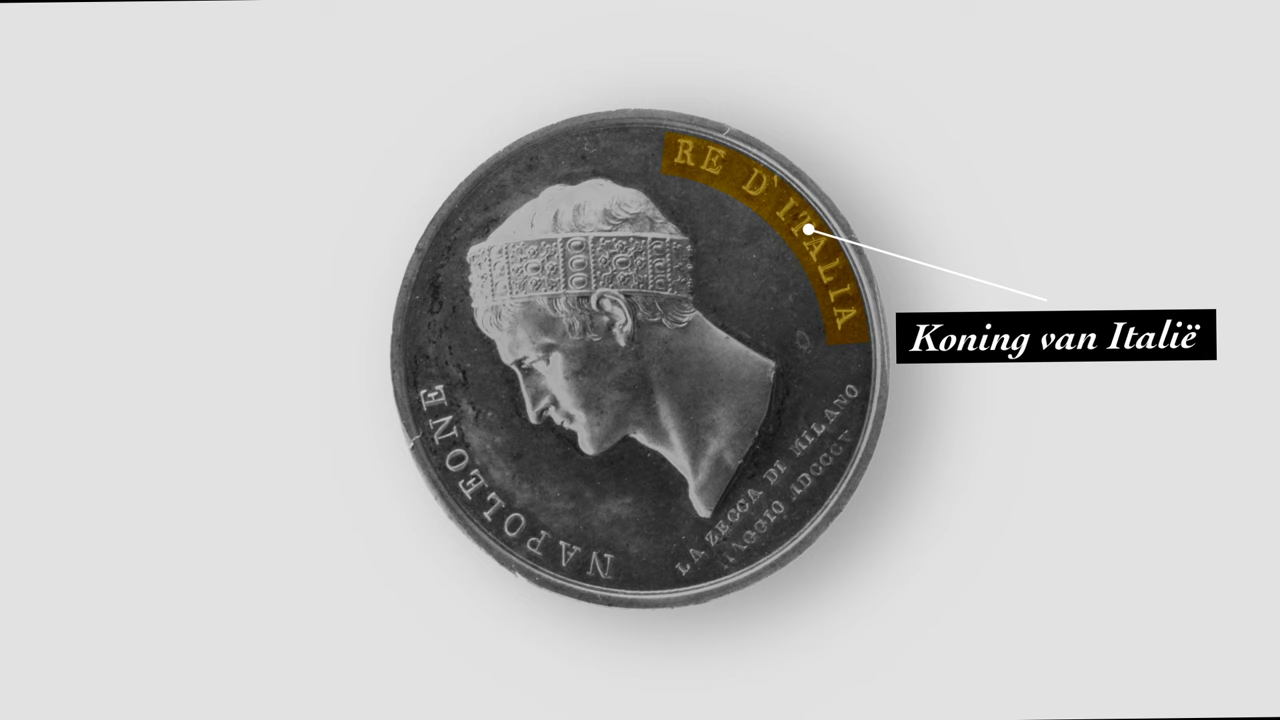 NAPOLEONE
RE D'ITALIA
LA ZECCA DI MILANO
MAGGIO MDCCCV
Koning van Italië